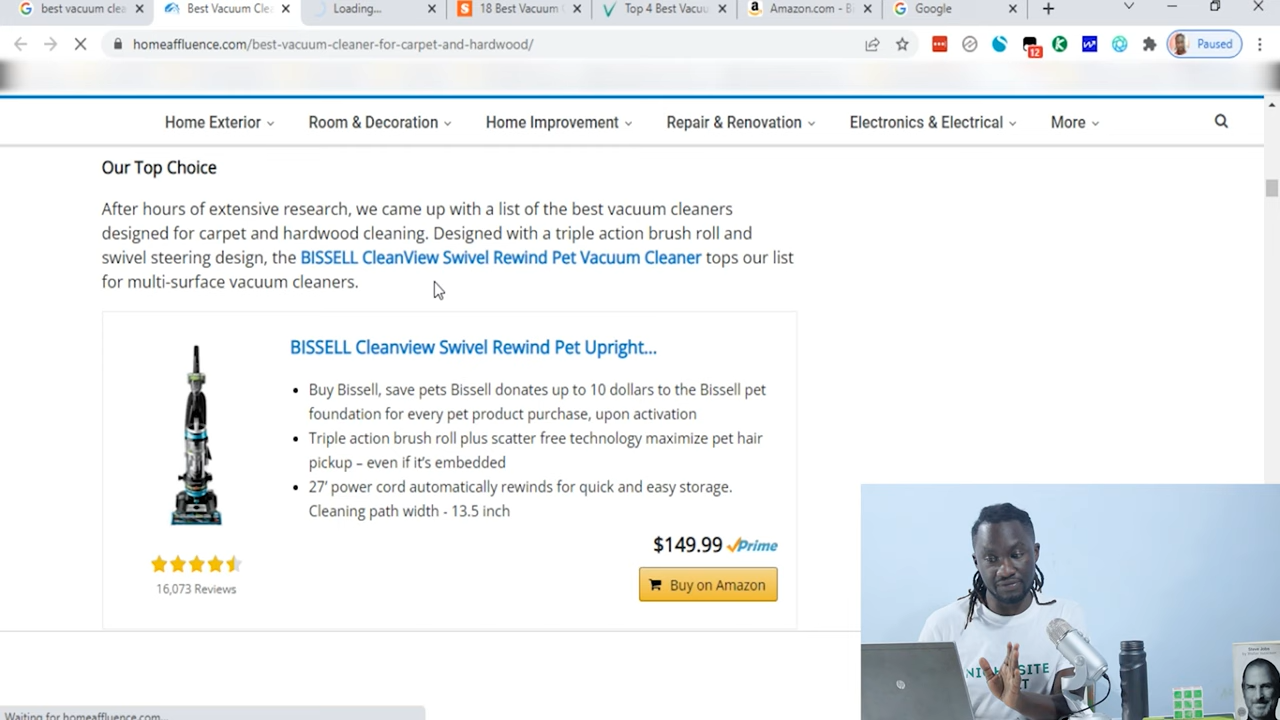 best vacuum clea
Best Vacuum Clea
Loading...
18 Best Vacuum
Top 4 Best Vacuu
Amazon.com - B
Google
homeaffluence.com/best-vacuum-cleaner-for-carpet-and-hardwood/
12
Paused
Home Exterior
Room & Decoration
Home Improvement
Repair & Renovation
Electronics & Electrical
More
Our Top Choice
After hours of extensive research, we came up with a list of the best vacuum cleaners
designed for carpet and hardwood cleaning. Designed with a triple action brush roll and
swivel steering design, the BISSELL CleanView Swivel Rewind Pet Vacuum Cleaner tops our list
for multi-surface vacuum cleaners.
BISSELL Cleanview Swivel Rewind Pet Upright...
Buy Bissell, save pets Bissell donates up to 10 dollars to the Bissell pet
foundation for every pet product purchase, upon activation
Triple action brush roll plus scatter free technology maximize pet hair
pickup – even if it's embedded
27' power cord automatically rewinds for quick and easy storage.
Cleaning path width - 13.5 inch
16,073 Reviews
$149.99 Prime
Buy on Amazon
Steve Jobs
Waiting for homeaffluence.com...